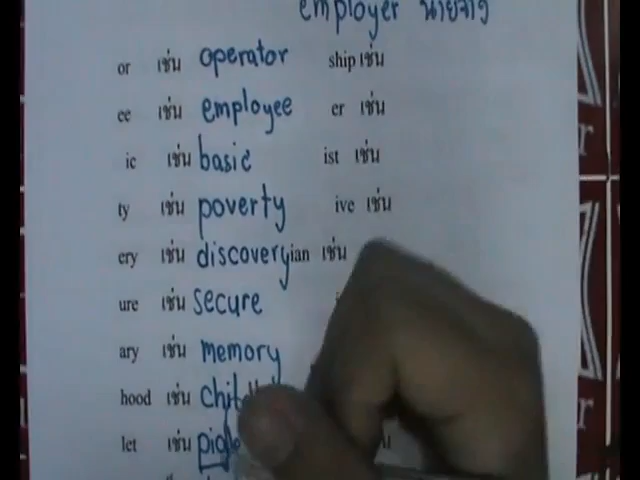 employer นายจ้าง
or เช่น operator ship เช่น
ee เช่น employee er เช่น
ic เช่น basic ist เช่น
ty เช่น poverty ive เช่น
ery เช่น discovery ian เช่น
ure เช่น secure
ary เช่น memory
hood เช่น
let เช่น